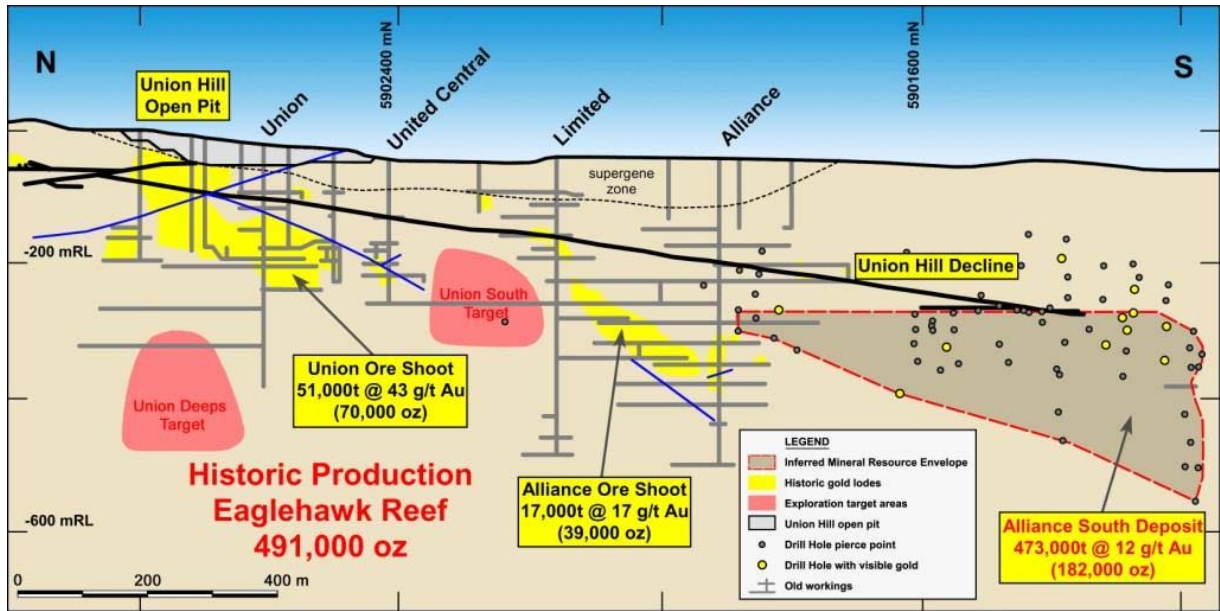 N
S
Union Hill
Open Pit
Union
5902400 mN
United Central
Limited
Alliance
5901600 mN
supergene
zone
-200 mRL
Union Hill Decline
Union South
Target
Union Ore Shoot
51,000t @ 43 g/t Au
(70,000 oz)
Union Deeps
Target
Historic Production
Eaglehawk Reef
491,000 oz
Alliance Ore Shoot
17,000t @ 17 g/t Au
(39,000 oz)
LEGEND
Inferred Mineral Resource Envelope
Historic gold lodes
Exploration target areas
Union Hill open pit
Drill Hole pierce point
Drill Hole with visible gold
Old workings
Alliance South Deposit
473,000t @ 12 g/t Au
(182,000 oz)
-600 mRL
0 200 400 m